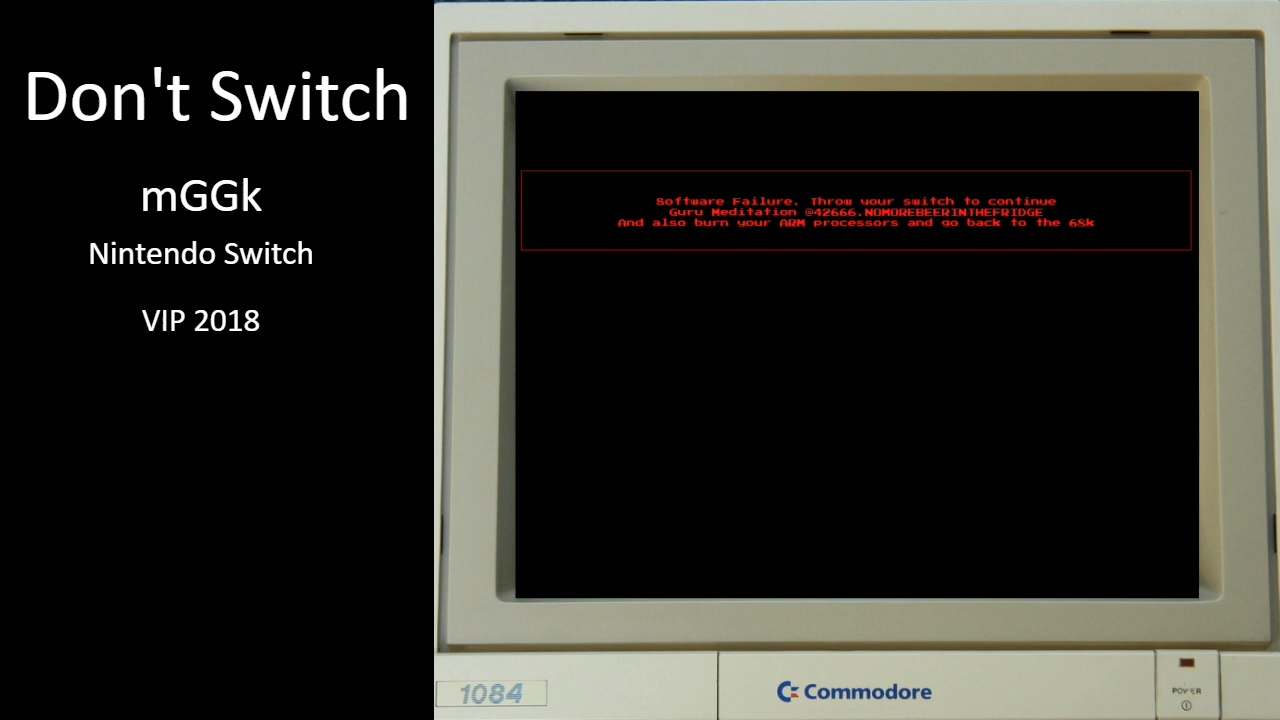 Don't Switch
mGGk
Nintendo Switch
VIP 2018
Software Failure. Throw your switch to continue
Guru Meditation @42666.NOMOREBEERINTHEFRIDGE
And also burn your ARM processors and go back to the 68k
1084
Commodore
POWER